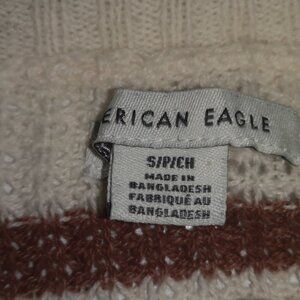 ERICAN EAGLE
S/P/CH
MADE IN
BANGLADESH
FABRIQUÉ AU
BANGLADESH